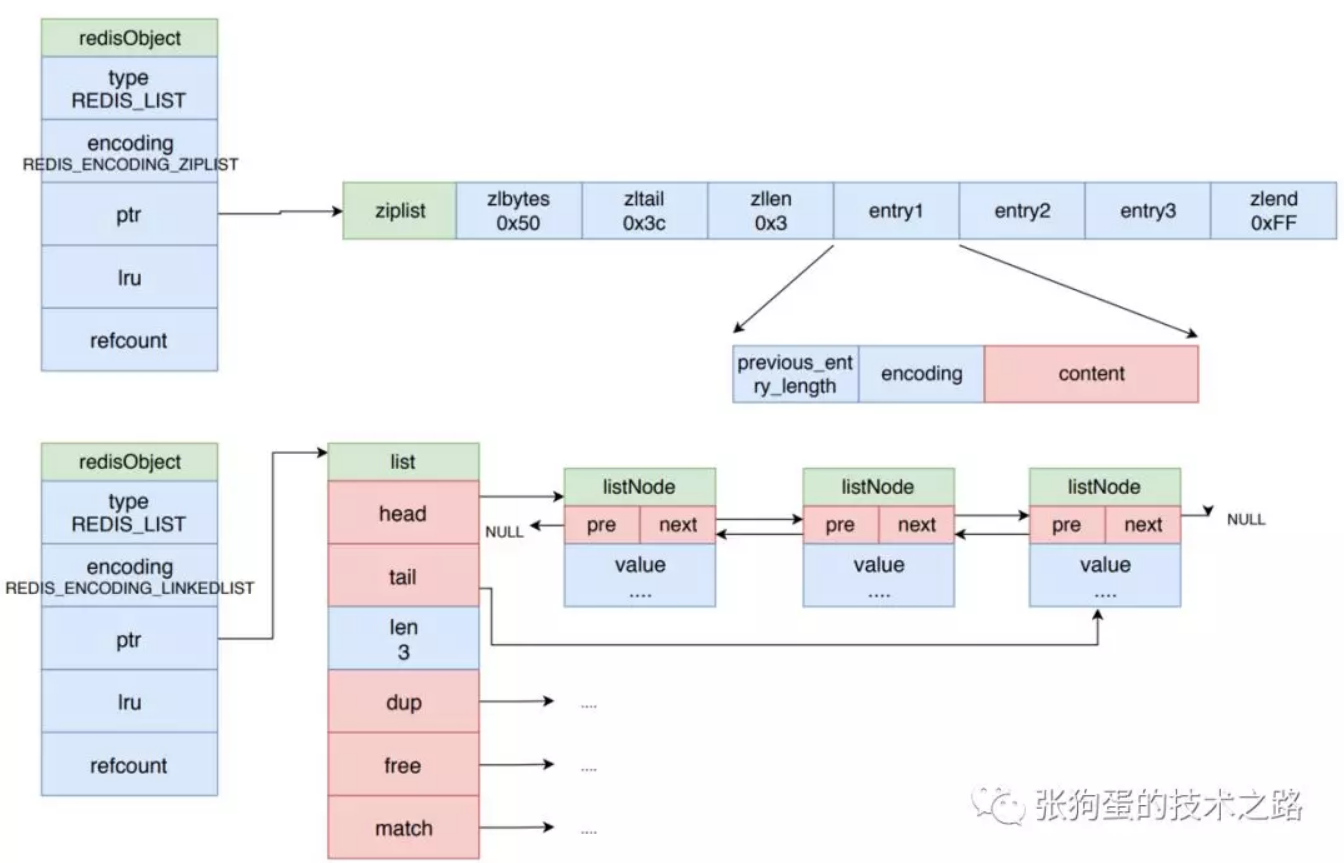 redisObject
type
REDIS_LIST
encoding
REDIS_ENCODING_ZIPLIST
ptr
lru
refcount
ziplist
zlbytes
0x50
zltail
0x3c
zllen
0x3
entry1
entry2
entry3
zlend
0xFF
previous_ent
ry_length
encoding
content
redisObject
type
REDIS_LIST
encoding
REDIS_ENCODING_LINKEDLIST
ptr
lru
refcount
list
head
tail
len
3
dup
free
match
NULL
listNode
pre
next
value
....
listNode
pre
next
value
....
listNode
pre
next
value
....
NULL
....
....
....
张狗蛋的技术之路